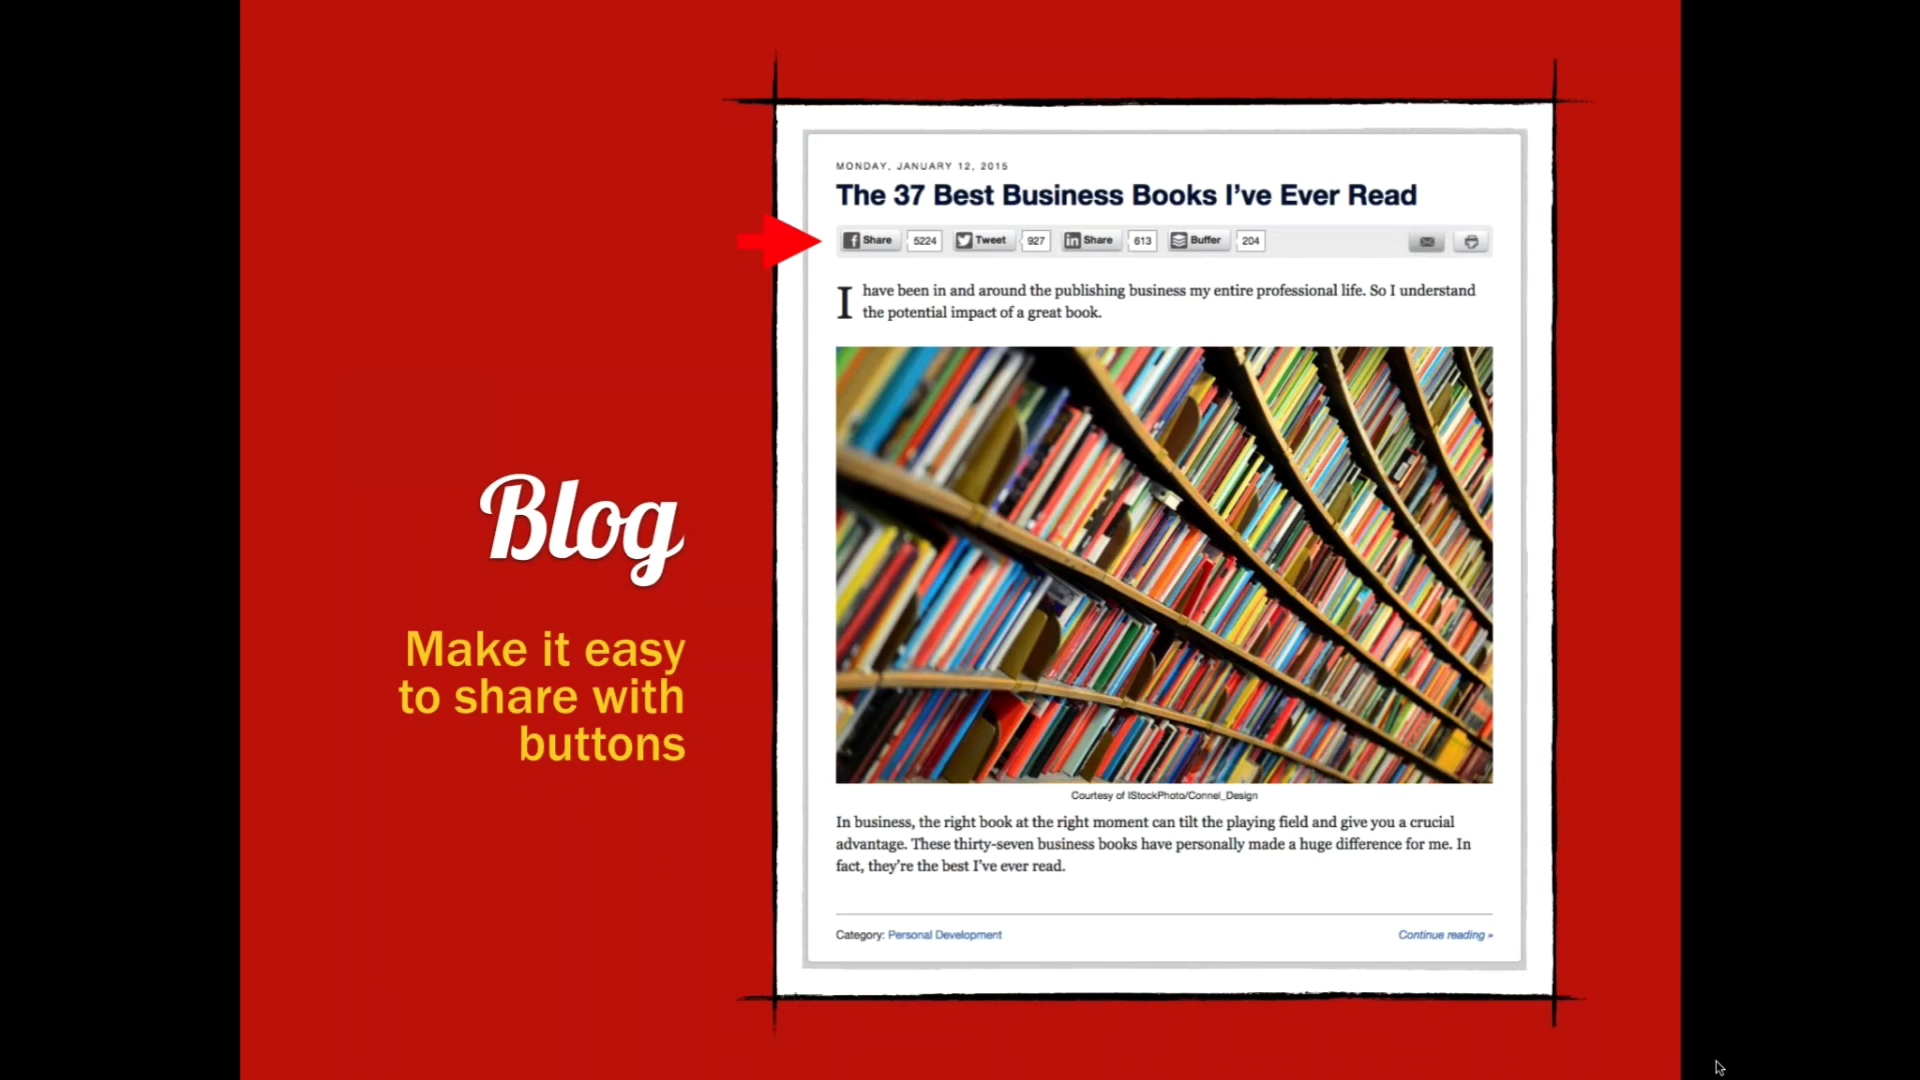 Blog
Make it easy
to share with
buttons
MONDAY, JANUARY 12, 2015
The 37 Best Business Books I've Ever Read
Share 5224 Tweet 927 Share 613 Buffer 204
I have been in and around the publishing business my entire professional life. So I understand
the potential impact of a great book.
Courtesy of iStockPhoto/Connel_Design
In business, the right book at the right moment can tilt the playing field and give you a crucial
advantage. These thirty-seven business books have personally made a huge difference for me. In
fact, they're the best I've ever read.
Category: Personal Development
Continue reading »